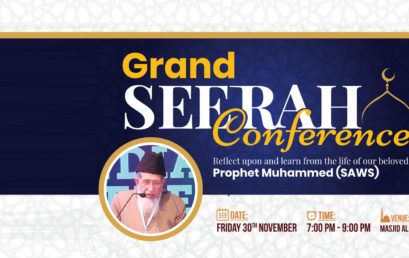 Grand
SEERAH
Conference
Reflect upon and learn from the life of our beloved
Prophet Muhammed (SAWS)
DATE: TIME: VENUE:
FRIDAY 30TH NOVEMBER 7:00 PM - 9:00 PM MASJID AL